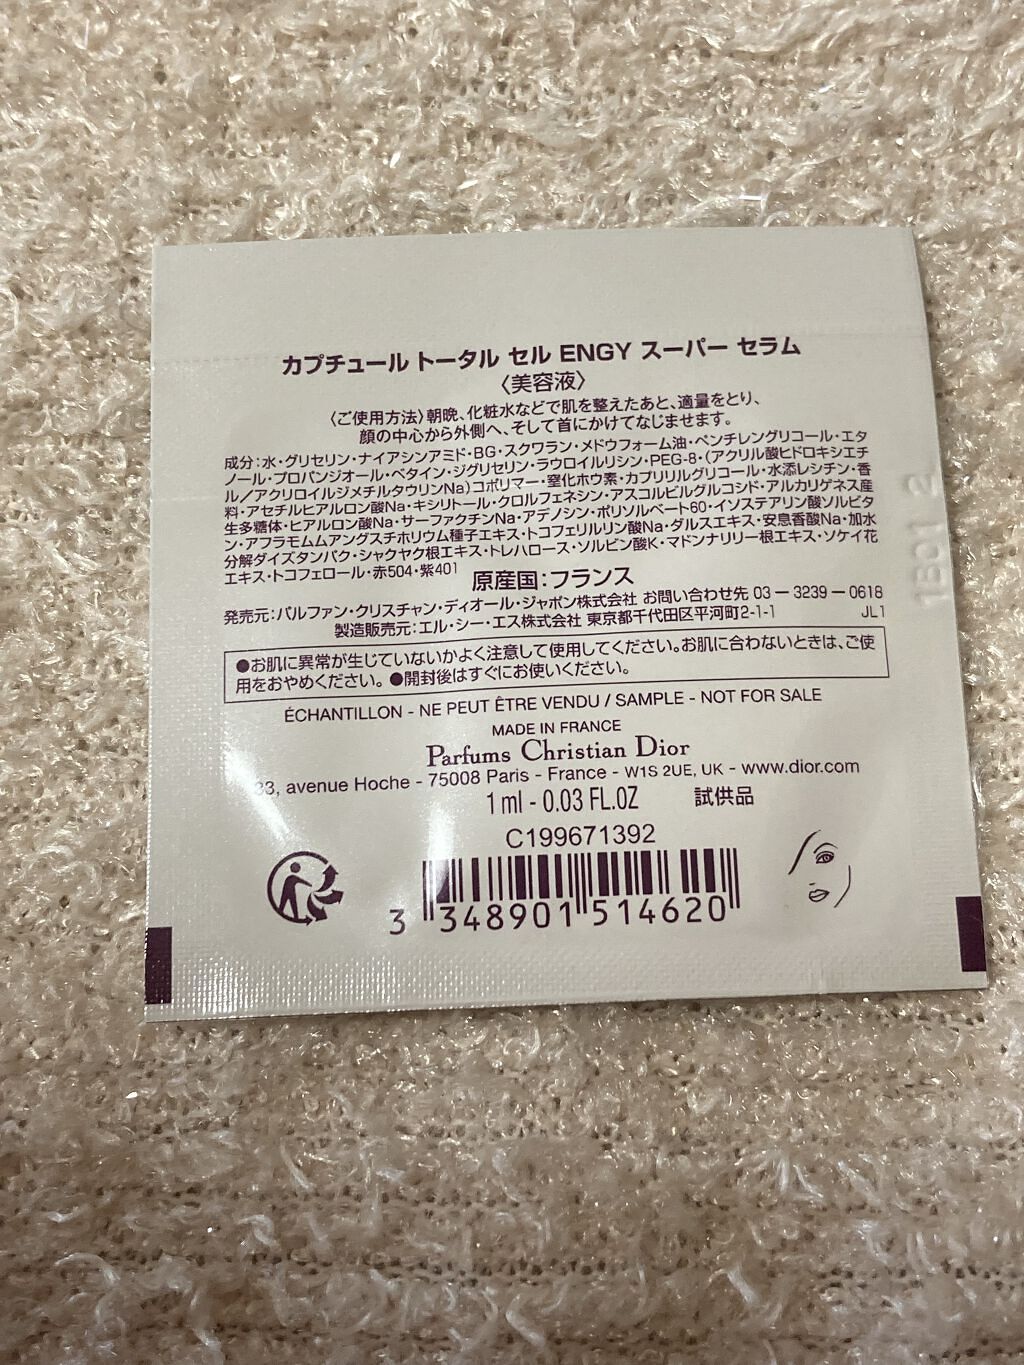 カプチュール トータル セル ENGY スーパー セラム
〈美容液〉
〈ご使用方法〉朝晩、化粧水などで肌を整えたあと、適量をとり、
顔の中心から外側へ、そして首にかけてなじませます。
成分：水・グリセリン・ナイアシンアミド・BG・スクワラン・メドウフォーム油・ペンチレングリコール・エタ
ノール・プロパンジオール・ベタイン・ジグリセリン・ラウロイルリシン・PEG-8・（アクリル酸ヒドロキシエチ
ル／アクリロイルジメチルタウリンNa）コポリマー・窒化ホウ素・カプリリルグリコール・水添レシチン・香
料・アセチルヒアルロン酸Na・キシリトール・クロルフェネシン・アスコルビルグルコシド・アルカリゲネス産
生多糖体・ヒアルロン酸Na・サーファクチンNa・アデノシン・ポリソルベート60・イソステアリン酸ソルビタ
ン・アフラモムムアングスチホリウム種子エキス・トコフェリルリン酸Na・ダルスエキス・安息香酸Na・加水
分解ダイズタンパク・シャクヤク根エキス・トレハロース・ソルビン酸K・マドンナリリー根エキス・ソケイ花
エキス・トコフェロール・赤504・紫401
原産国：フランス
発売元：パルファン・クリスチャン・ディオール・ジャポン株式会社 お問い合わせ先 03－3239－0618
製造販売元：エル・シー・エス株式会社 東京都千代田区平河町2-1-1 JL1
●お肌に異常が生じていないかよく注意して使用してください。お肌に合わないときは、ご使
用をおやめください。●開封後はすぐにお使いください。
ÉCHANTILLON - NE PEUT ÊTRE VENDU / SAMPLE - NOT FOR SALE
MADE IN FRANCE
Parfums Christian Dior
33, avenue Hoche - 75008 Paris - France - W1S 2UE, UK - www.dior.com
1 ml - 0.03 FL.OZ 試供品
C199671392
3 348901 514620
1B01 2